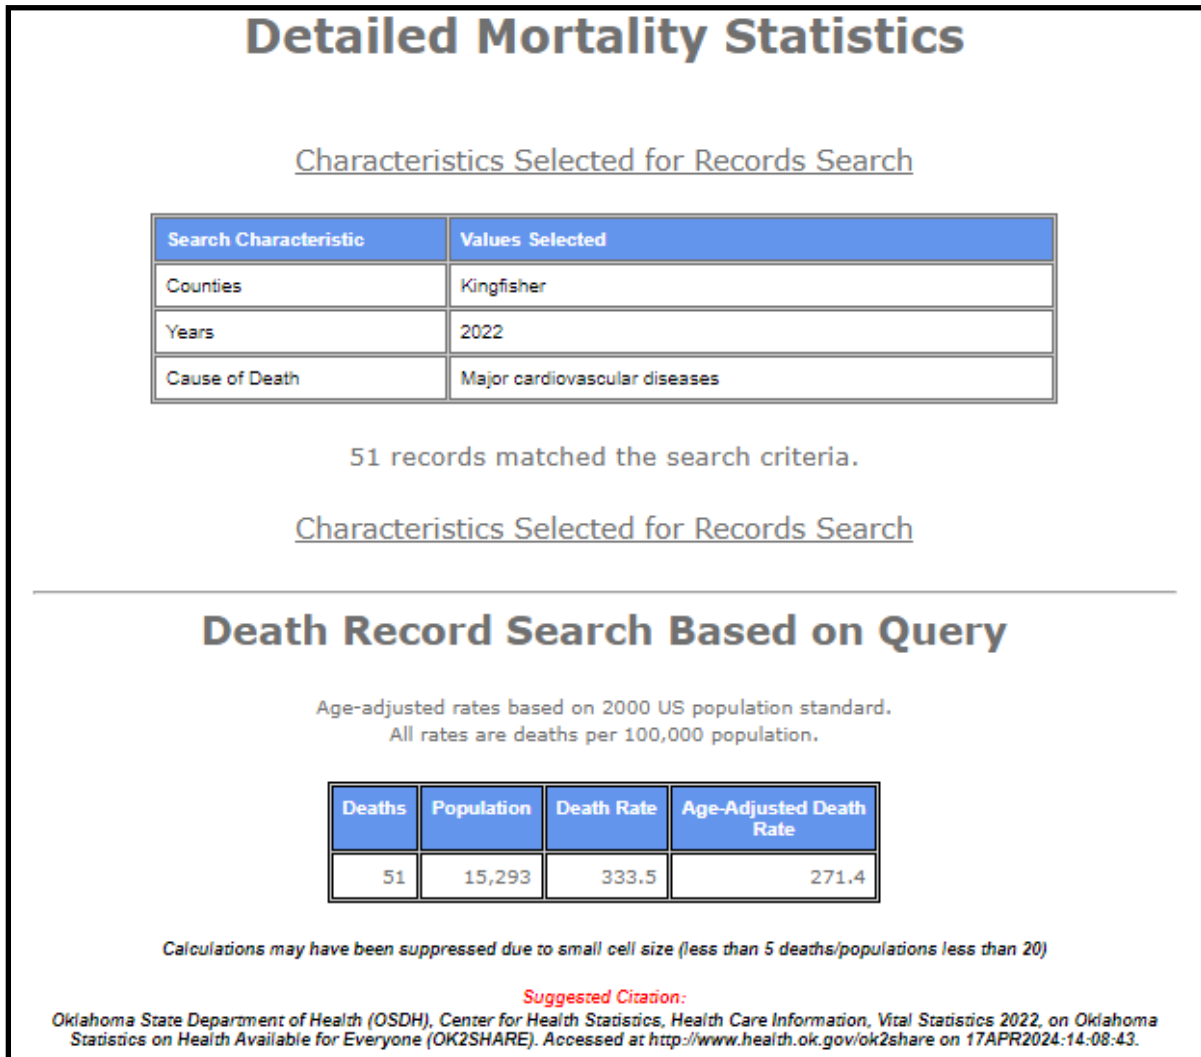 Detailed Mortality Statistics
Characteristics Selected for Records Search
Search Characteristic Values Selected
Counties Kingfisher
Years 2022
Cause of Death Major cardiovascular diseases
51 records matched the search criteria.
Characteristics Selected for Records Search
Death Record Search Based on Query
Age-adjusted rates based on 2000 US population standard.
All rates are deaths per 100,000 population.
Deaths Population Death Rate Age-Adjusted Death
Rate
51 15,293 333.5 271.4
Calculations may have been suppressed due to small cell size (less than 5 deaths/populations less than 20)
Suggested Citation:
Oklahoma State Department of Health (OSDH), Center for Health Statistics, Health Care Information, Vital Statistics 2022, on Oklahoma
Statistics on Health Available for Everyone (OK2SHARE). Accessed at http://www.health.ok.gov/ok2share on 17APR2024:14:08:43.